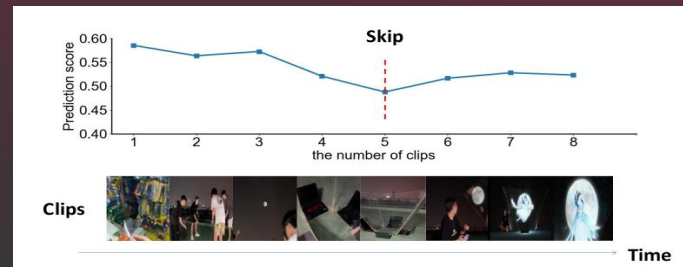 Skip
Prediction score
0.60
0.55
0.50
0.45
0.40
1 2 3 4 5 6 7 8
the number of clips
Clips
Time